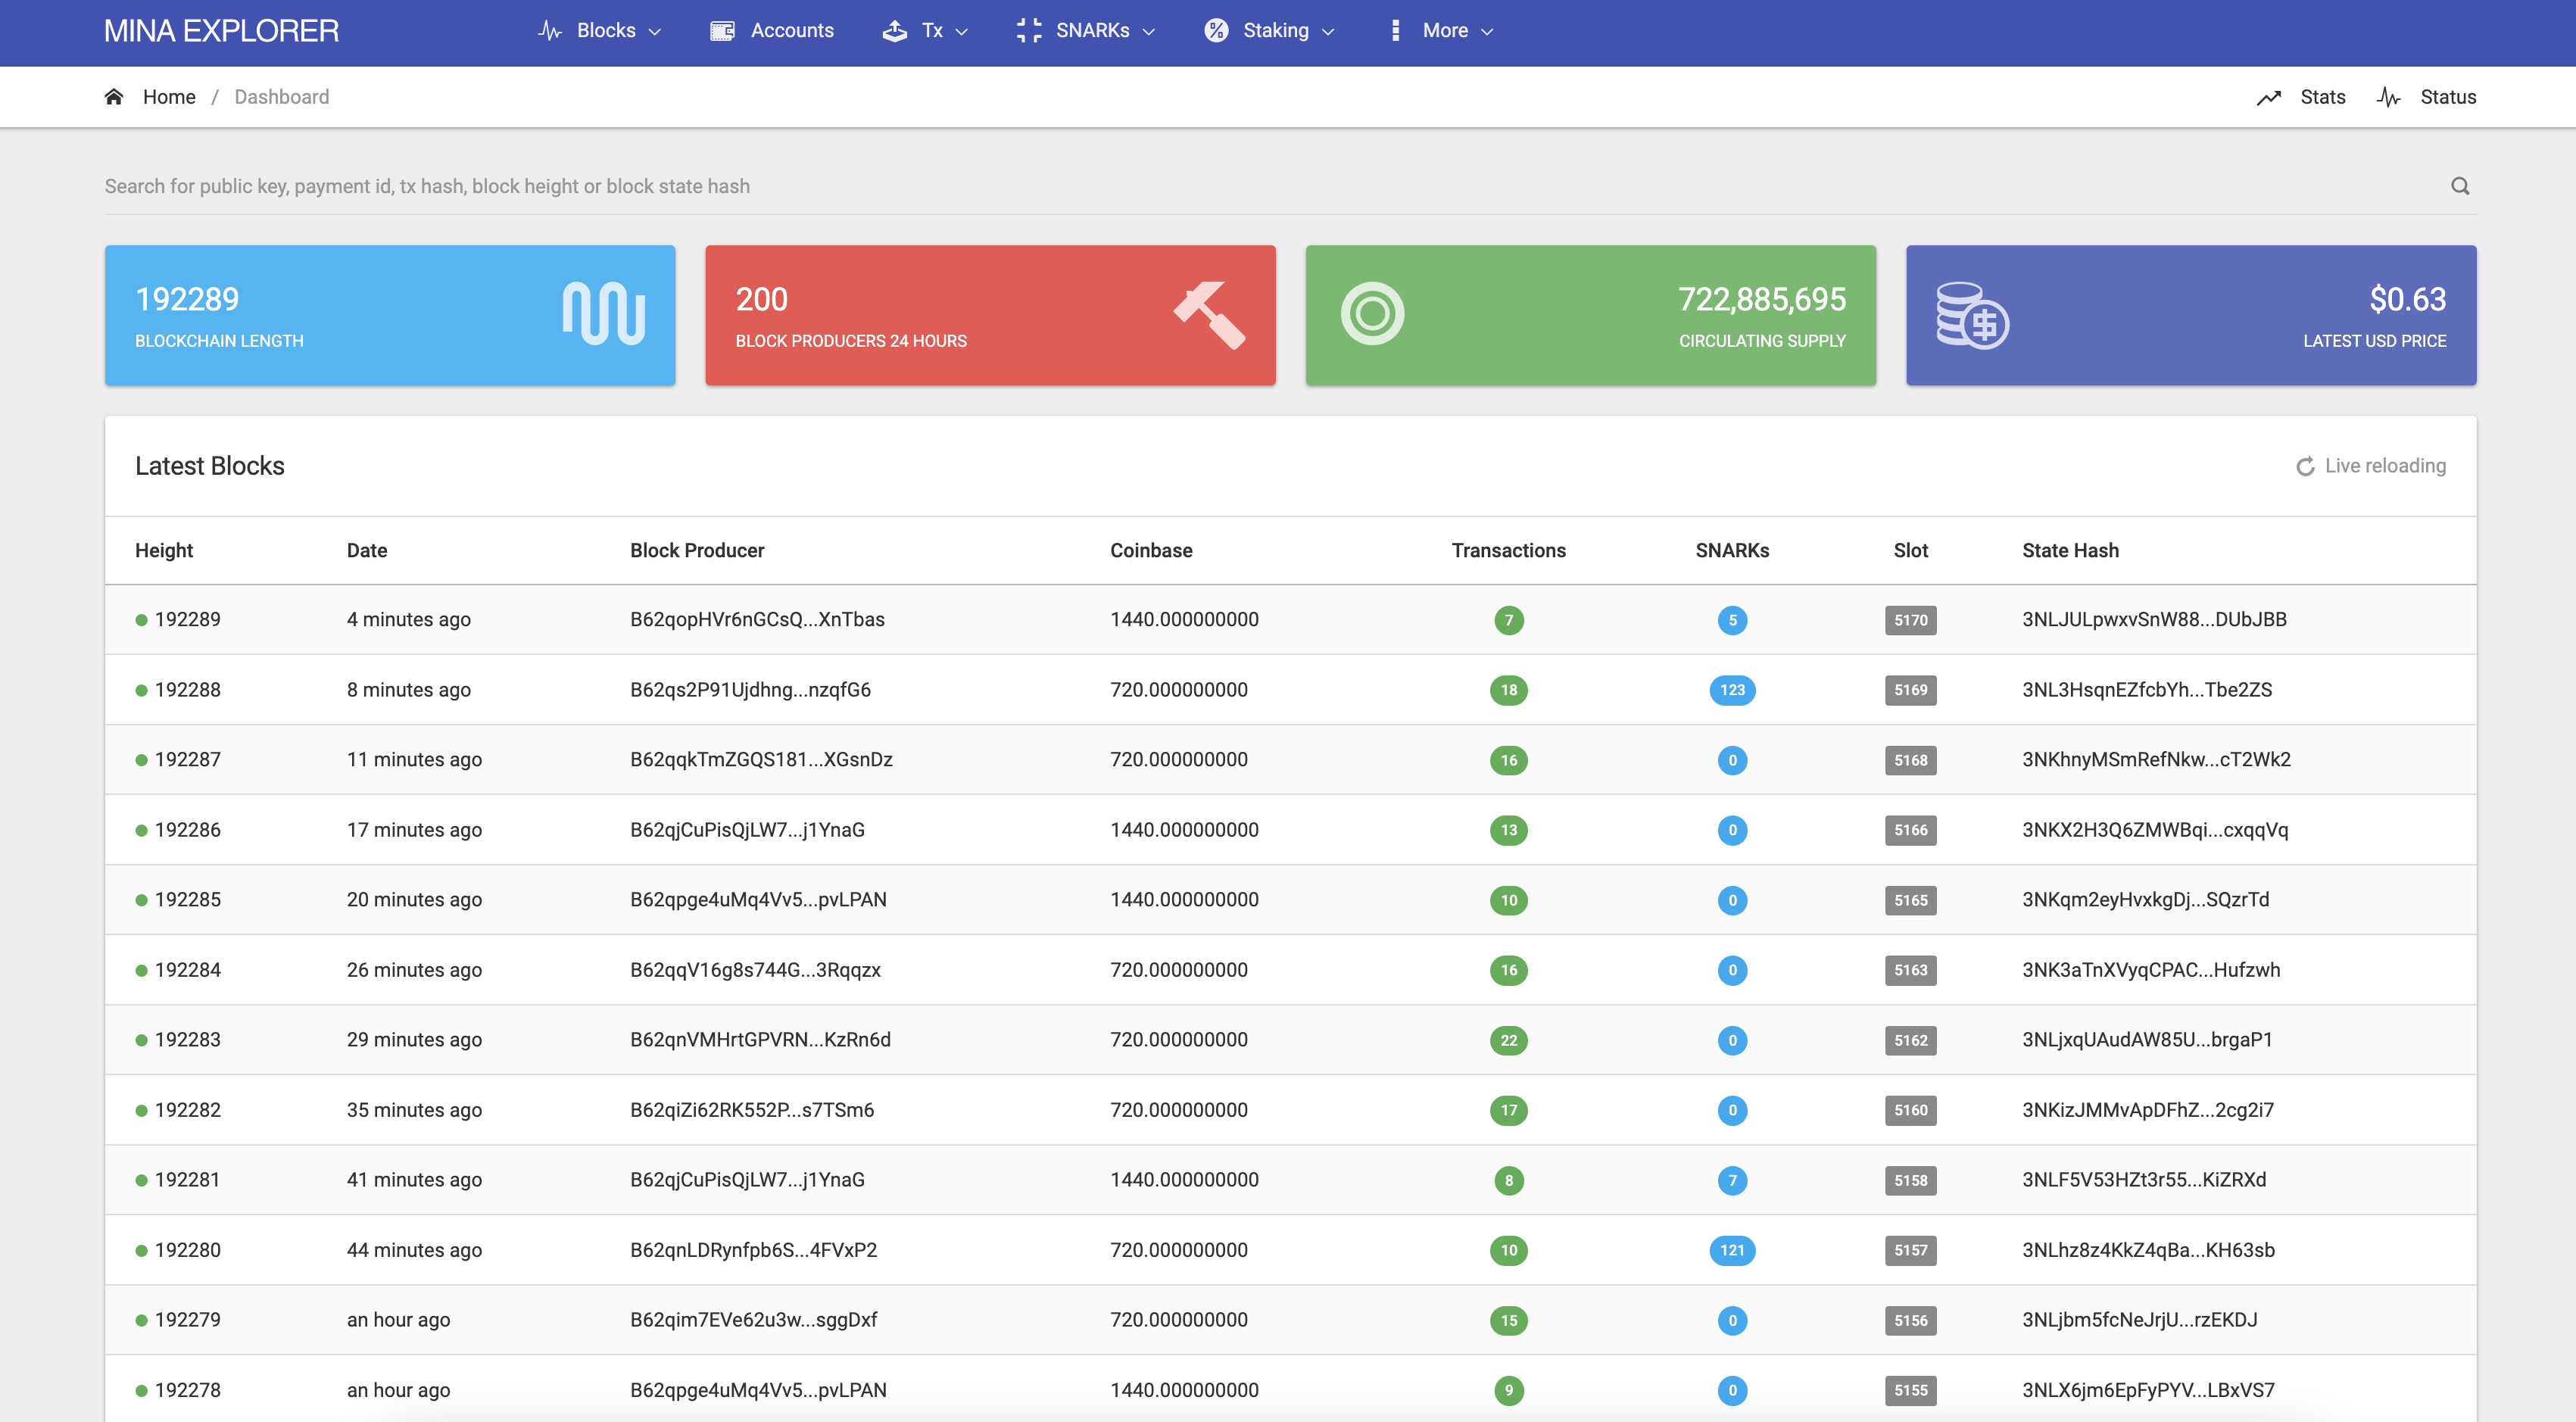 MINA EXPLORER Blocks Accounts Tx SNARKs Staking More
Home / Dashboard Stats Status
Search for public key, payment id, tx hash, block height or block state hash
192289 200 722,885,695 $0.63
BLOCKCHAIN LENGTH BLOCK PRODUCERS 24 HOURS CIRCULATING SUPPLY LATEST USD PRICE
Latest Blocks Live reloading
Height Date Block Producer Coinbase Transactions SNARKs Slot State Hash
192289 4 minutes ago B62qopHVr6nGCsQ...XnTbas 1440.000000000 7 5 5170 3NLJULpwxvSnW88...DUbJBB
192288 8 minutes ago B62qs2P91Ujdhng...nzqfG6 720.000000000 18 123 5169 3NL3HsqnEZfcbYh...Tbe2ZS
192287 11 minutes ago B62qqkTmZGQS181...XGsnDz 720.000000000 16 0 5168 3NKhnyMSmRefNkw...cT2Wk2
192286 17 minutes ago B62qjCuPisQjLW7...j1YnaG 1440.000000000 13 0 5166 3NKX2H3Q6ZMWBqi...cxqqVq
192285 20 minutes ago B62qpge4uMq4Vv5...pvLPAN 1440.000000000 10 0 5165 3NKqm2eyHvxkgDj...SQzrTd
192284 26 minutes ago B62qqV16g8s744G...3Rqqzx 720.000000000 16 0 5163 3NK3aTnXVyqCPAC...Hufzwh
192283 29 minutes ago B62qnVMHrtGPVRN...KzRn6d 720.000000000 22 0 5162 3NLjxqUAudAW85U...brgaP1
192282 35 minutes ago B62qiZi62RK552P...s7TSm6 720.000000000 17 0 5160 3NKizJMMvApDFhZ...2cg2i7
192281 41 minutes ago B62qjCuPisQjLW7...j1YnaG 1440.000000000 8 7 5158 3NLF5V53HZt3r55...KiZRXd
192280 44 minutes ago B62qnLDRynfpb6S...4FVxP2 720.000000000 10 121 5157 3NLhz8z4KkZ4qBa...KH63sb
192279 an hour ago B62qim7EVe62u3w...sggDxf 720.000000000 15 0 5156 3NLjbm5fcNeJrjU...rzEKDJ
192278 an hour ago B62qpge4uMq4Vv5...pvLPAN 1440.000000000 9 0 5155 3NLX6jm6EpFyPYV...LBxVS7